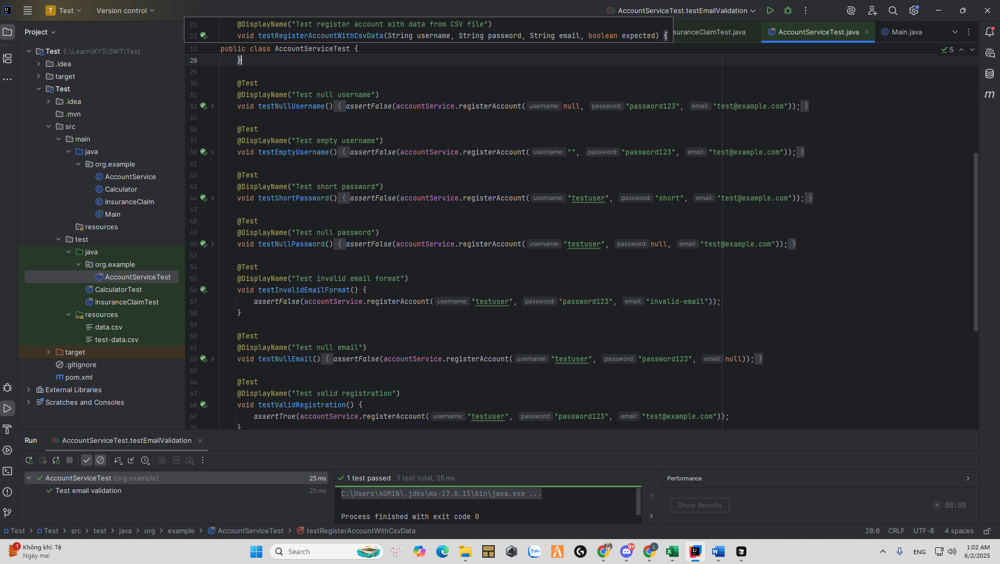 T Test Version control AccountServiceTest.testEmailValidation
Project
Test E:\Learn\KY5\SWT\Test
.idea
target
Test
.idea
.mvn
src
main
java
org.example
AccountService
Calculator
InsuranceClaim
Main
resources
test
java
org.example
AccountServiceTest
CalculatorTest
InsuranceClaimTest
resources
data.csv
test-data.csv
target
.gitignore
pom.xml
External Libraries
Scratches and Consoles
suranceClaimTest.java AccountServiceTest.java Main.java
22 @DisplayName("Test register account with data from CSV file")
23 void testRegisterAccountWithCsvData(String username, String password, String email, boolean expected) {
11 public class AccountServiceTest {
5
28 }
29
30 @Test
31 @DisplayName("Test null username")
32 void testNullUsername() { assertFalse(accountService.registerAccount( username: null, password: "password123", email: "test@example.com")); }
35
36 @Test
37 @DisplayName("Test empty username")
38 void testEmptyUsername() { assertFalse(accountService.registerAccount( username: "", password: "password123", email: "test@example.com")); }
41
42 @Test
43 @DisplayName("Test short password")
44 void testShortPassword() { assertFalse(accountService.registerAccount( username: "testuser", password: "short", email: "test@example.com")); }
47
48 @Test
49 @DisplayName("Test null password")
50 void testNullPassword() { assertFalse(accountService.registerAccount( username: "testuser", password: null, email: "test@example.com")); }
53
54 @Test
55 @DisplayName("Test invalid email format")
56 void testInvalidEmailFormat() {
57 assertFalse(accountService.registerAccount( username: "testuser", password: "password123", email: "invalid-email"));
58 }
59
60 @Test
61 @DisplayName("Test null email")
62 void testNullEmail() { assertFalse(accountService.registerAccount( username: "testuser", password: "password123", email: null)); }
65
66 @Test
67 @DisplayName("Test valid registration")
68 void testValidRegistration() {
69 assertTrue(accountService.registerAccount( username: "testuser", password: "password123", email: "test@example.com"));
70 }
Run AccountServiceTest.testEmailValidation
AccountServiceTest (org.example) 25 ms
Test email validation 25 ms
1 test passed 1 test total, 25 ms
C:\Users\ADMIN\.jdks\ms-17.0.15\bin\java.exe ...
Process finished with exit code 0
Performance
Show Results 00:00
Test > Test > src > test > java > org > example > AccountServiceTest > testRegisterAccountWithCsvData
28:6 CRLF UTF-8 4 spaces
1 Không khí: Tệ
Ngày mai
Search
Zalo
9+
L
ENG
1:02 AM
6/2/2025